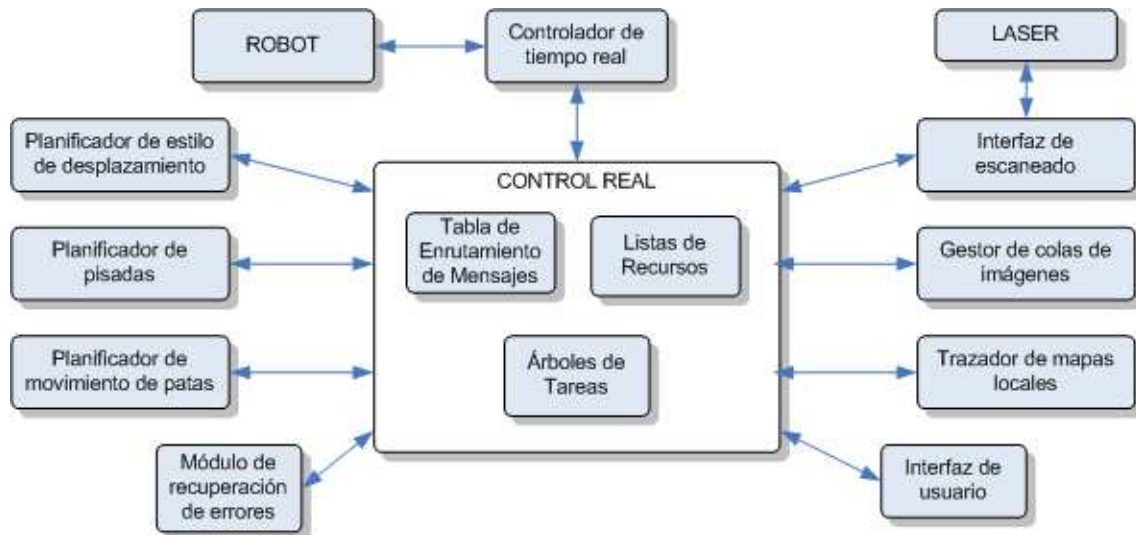 ROBOT
Controlador de
tiempo real
LASER
Planificador de estilo
de desplazamiento
Interfaz de
escaneado
CONTROL REAL
Tabla de
Enrutamiento
de Mensajes
Listas de
Recursos
Planificador de
pisadas
Gestor de colas de
imágenes
Planificador de
movimiento de patas
Árboles de
Tareas
Trazador de mapas
locales
Módulo de
recuperación
de errores
Interfaz de
usuario